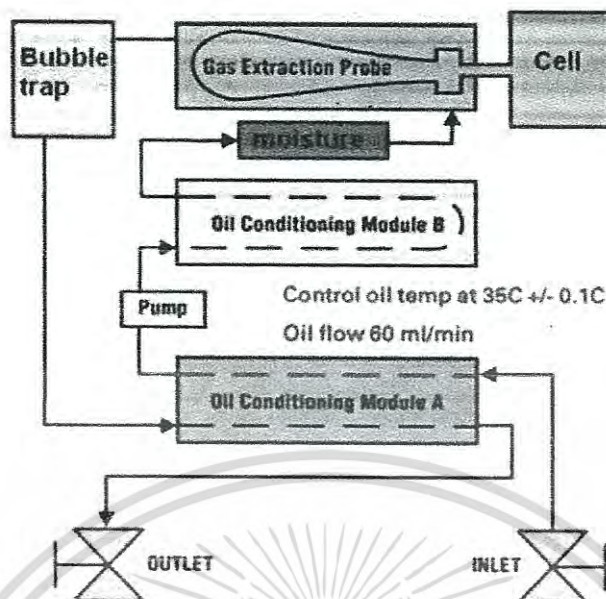 Bubble
trap
Gas Extraction Probe
Cell
moisture
Oil Conditioning Module B
Pump
Control oil temp at 35C +/- 0.1C
Oil flow 60 ml/min
Oil Conditioning Module A
OUTLET
INLET